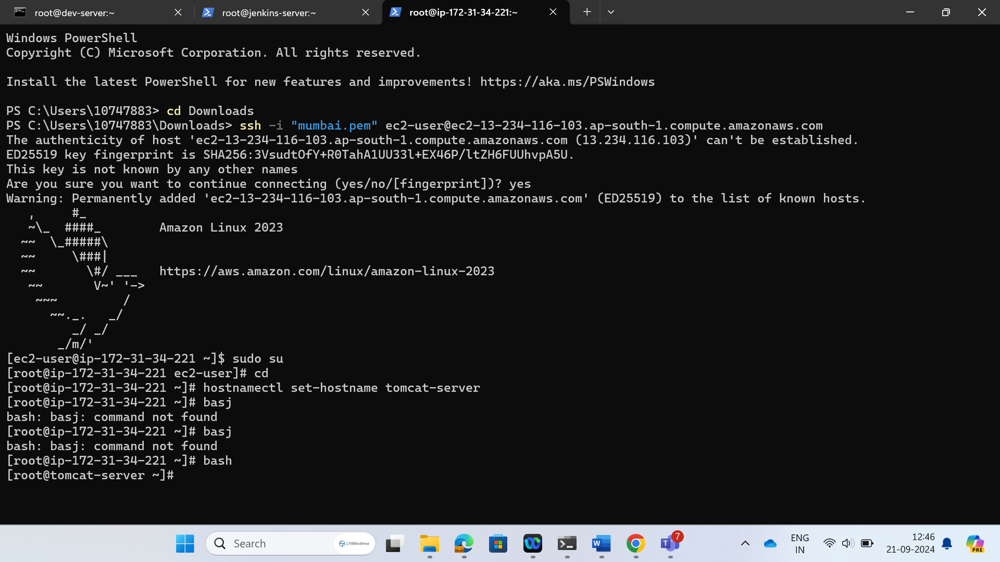 root@dev-server:~ root@jenkins-server:~ root@ip-172-31-34-221:~
Windows PowerShell
Copyright (C) Microsoft Corporation. All rights reserved.
Install the latest PowerShell for new features and improvements! https://aka.ms/PSWindows
PS C:\Users\10747883> cd Downloads
PS C:\Users\10747883\Downloads> ssh -i "mumbai.pem" ec2-user@ec2-13-234-116-103.ap-south-1.compute.amazonaws.com
The authenticity of host 'ec2-13-234-116-103.ap-south-1.compute.amazonaws.com (13.234.116.103)' can't be established.
ED25519 key fingerprint is SHA256:3VsudtOfY+R0TahA1UU33l+EX46P/ltZH6FUUhvpA5U.
This key is not known by any other names
Are you sure you want to continue connecting (yes/no/[fingerprint])? yes
Warning: Permanently added 'ec2-13-234-116-103.ap-south-1.compute.amazonaws.com' (ED25519) to the list of known hosts.
   ,     #_
   ~\_  ####_        Amazon Linux 2023
  ~~  \_#####\
  ~~     \###|
  ~~       \#/ ___   https://aws.amazon.com/linux/amazon-linux-2023
   ~~       V~' '->
    ~~~         /
      ~~._.   _/
         _/ _/
       _/m/'
[ec2-user@ip-172-31-34-221 ~]$ sudo su
[root@ip-172-31-34-221 ec2-user]# cd
[root@ip-172-31-34-221 ~]# hostnamectl set-hostname tomcat-server
[root@ip-172-31-34-221 ~]# basj
bash: basj: command not found
[root@ip-172-31-34-221 ~]# basj
bash: basj: command not found
[root@ip-172-31-34-221 ~]# bash
[root@tomcat-server ~]#
Search LTIMindtree W T 7 ENG 12:46
IN 21-09-2024 PRE